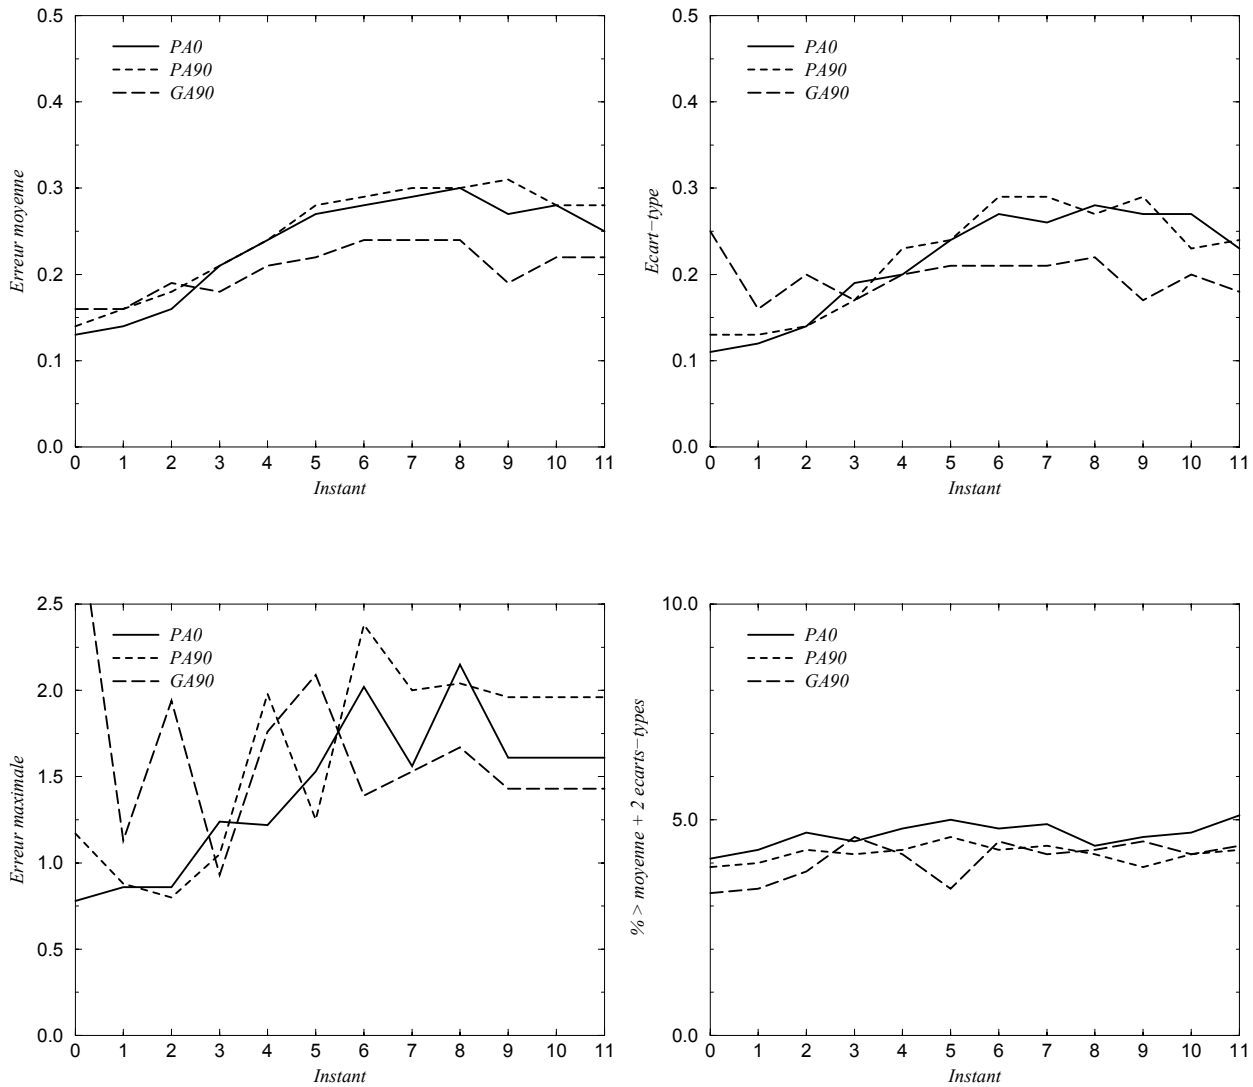 0.5
0.4
0.3
0.2
0.1
0.0
Erreur moyenne
PA0
PA90
GA90
0 1 2 3 4 5 6 7 8 9 10 11
Instant
0.5
0.4
0.3
0.2
0.1
0.0
Ecart-type
PA0
PA90
GA90
0 1 2 3 4 5 6 7 8 9 10 11
Instant
2.5
2.0
1.5
1.0
0.5
0.0
Erreur maximale
PA0
PA90
GA90
0 1 2 3 4 5 6 7 8 9 10 11
Instant
10.0
5.0
0.0
% > moyenne + 2 ecarts-types
PA0
PA90
GA90
0 1 2 3 4 5 6 7 8 9 10 11
Instant